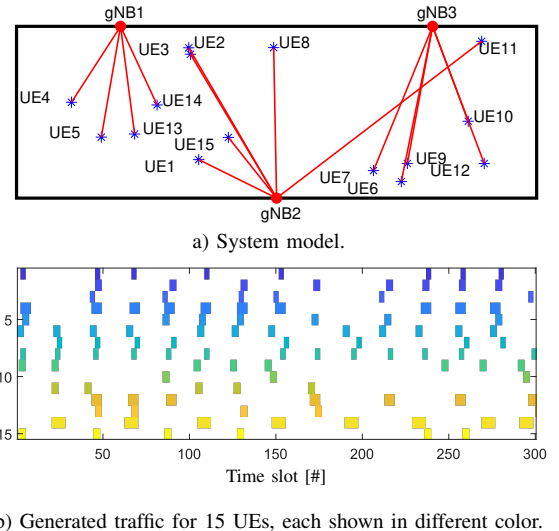 gNB1 gNB3
UE3 UE2 UE8 UE11
UE4 UE14
UE10
UE5 UE13
UE15
UE1 UE7 UE9 UE12
UE6
gNB2
a) System model.
5
10
15
50 100 150 200 250 300
Time slot [#]
) Generated traffic for 15 UEs, each shown in different color.